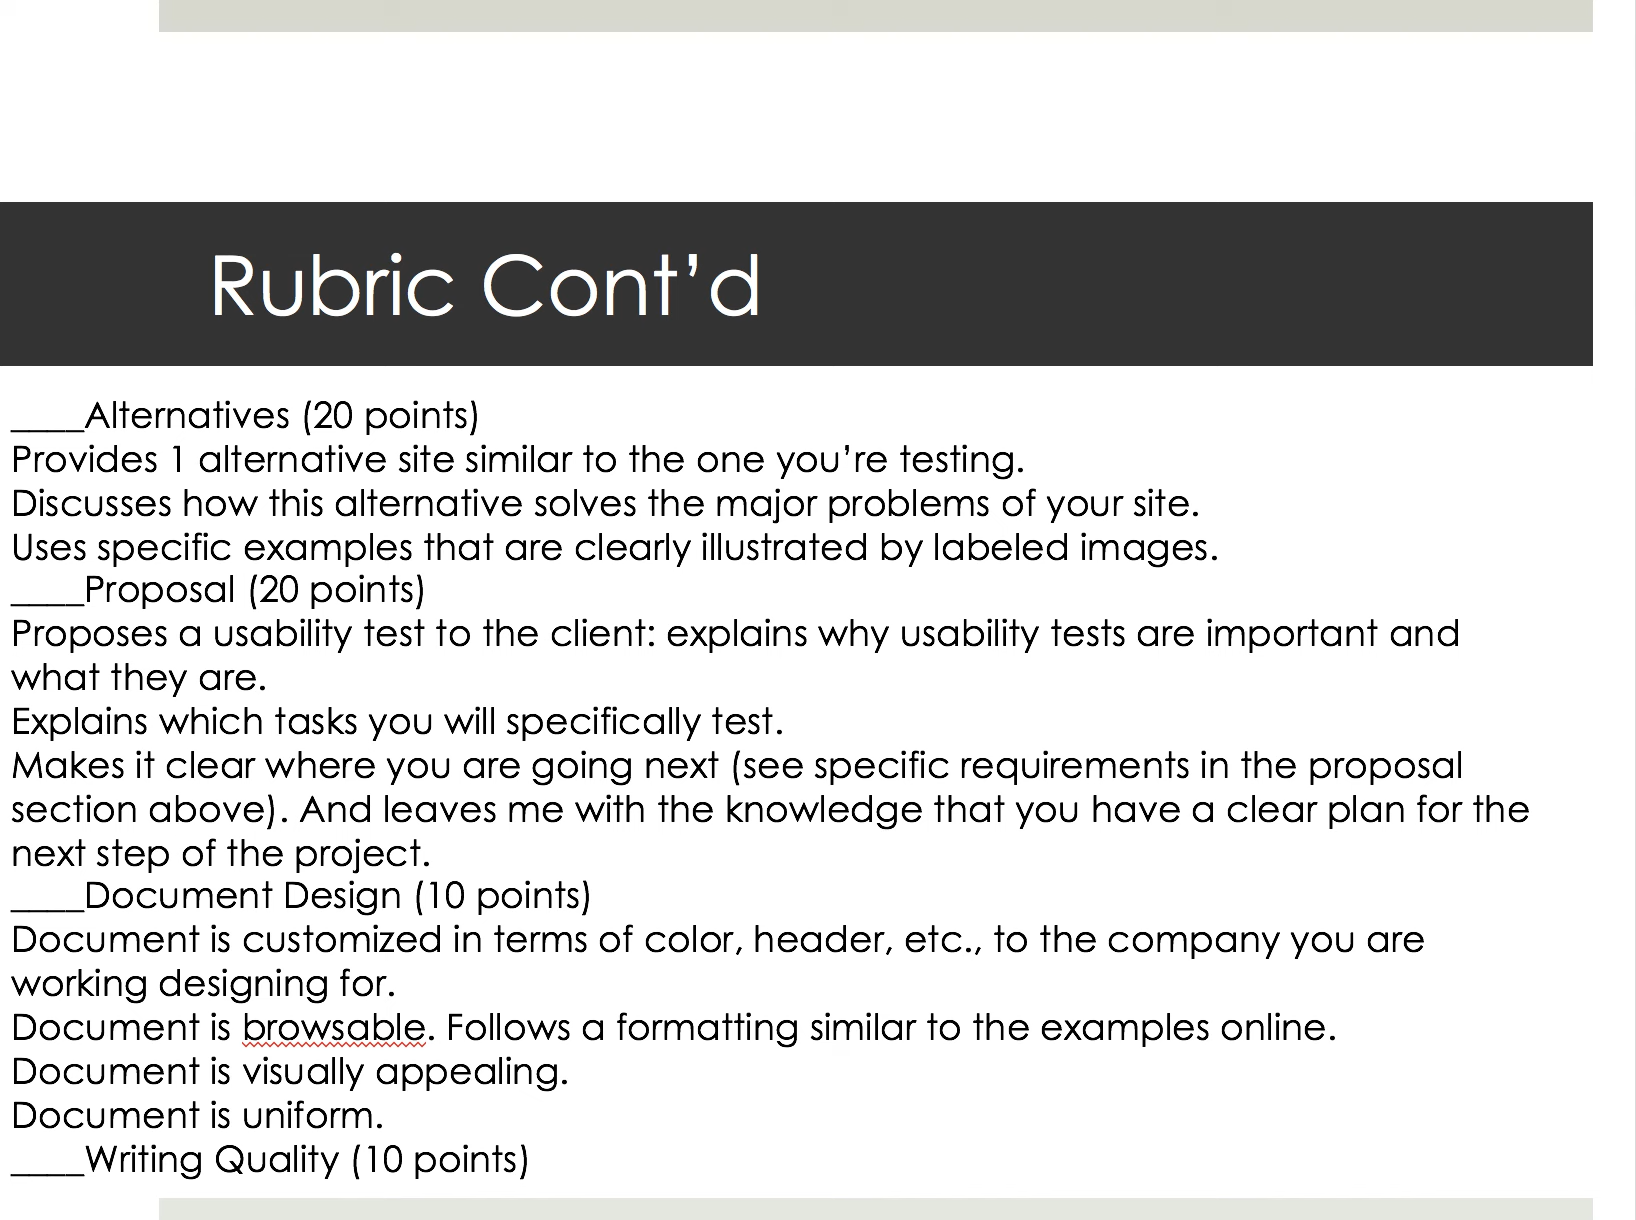 Rubric Cont’d
____Alternatives (20 points)
Provides 1 alternative site similar to the one you’re testing.
Discusses how this alternative solves the major problems of your site.
Uses specific examples that are clearly illustrated by labeled images.
____Proposal (20 points)
Proposes a usability test to the client: explains why usability tests are important and
what they are.
Explains which tasks you will specifically test.
Makes it clear where you are going next (see specific requirements in the proposal
section above). And leaves me with the knowledge that you have a clear plan for the
next step of the project.
____Document Design (10 points)
Document is customized in terms of color, header, etc., to the company you are
working designing for.
Document is browsable. Follows a formatting similar to the examples online.
Document is visually appealing.
Document is uniform.
____Writing Quality (10 points)